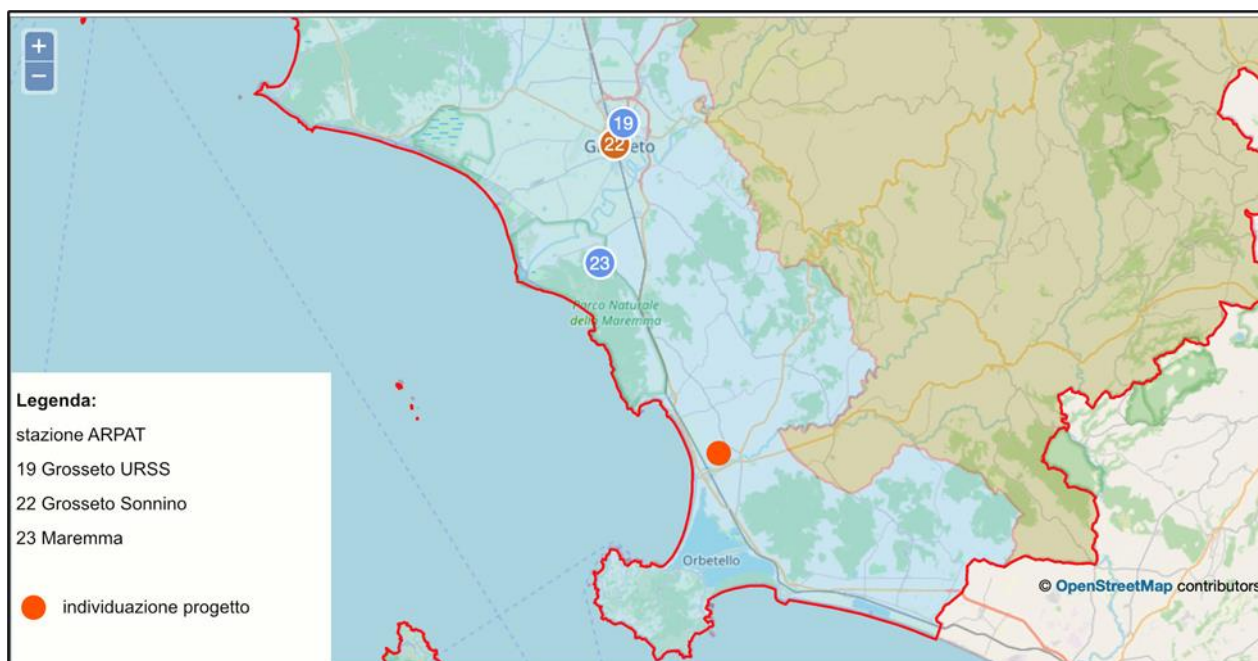 +
−
19
22
Grosseto
23
Parco Naturale
della Maremma
Legenda:
stazione ARPAT
19 Grosseto URSS
22 Grosseto Sonnino
23 Maremma
individuazione progetto
Orbetello
© OpenStreetMap contributors